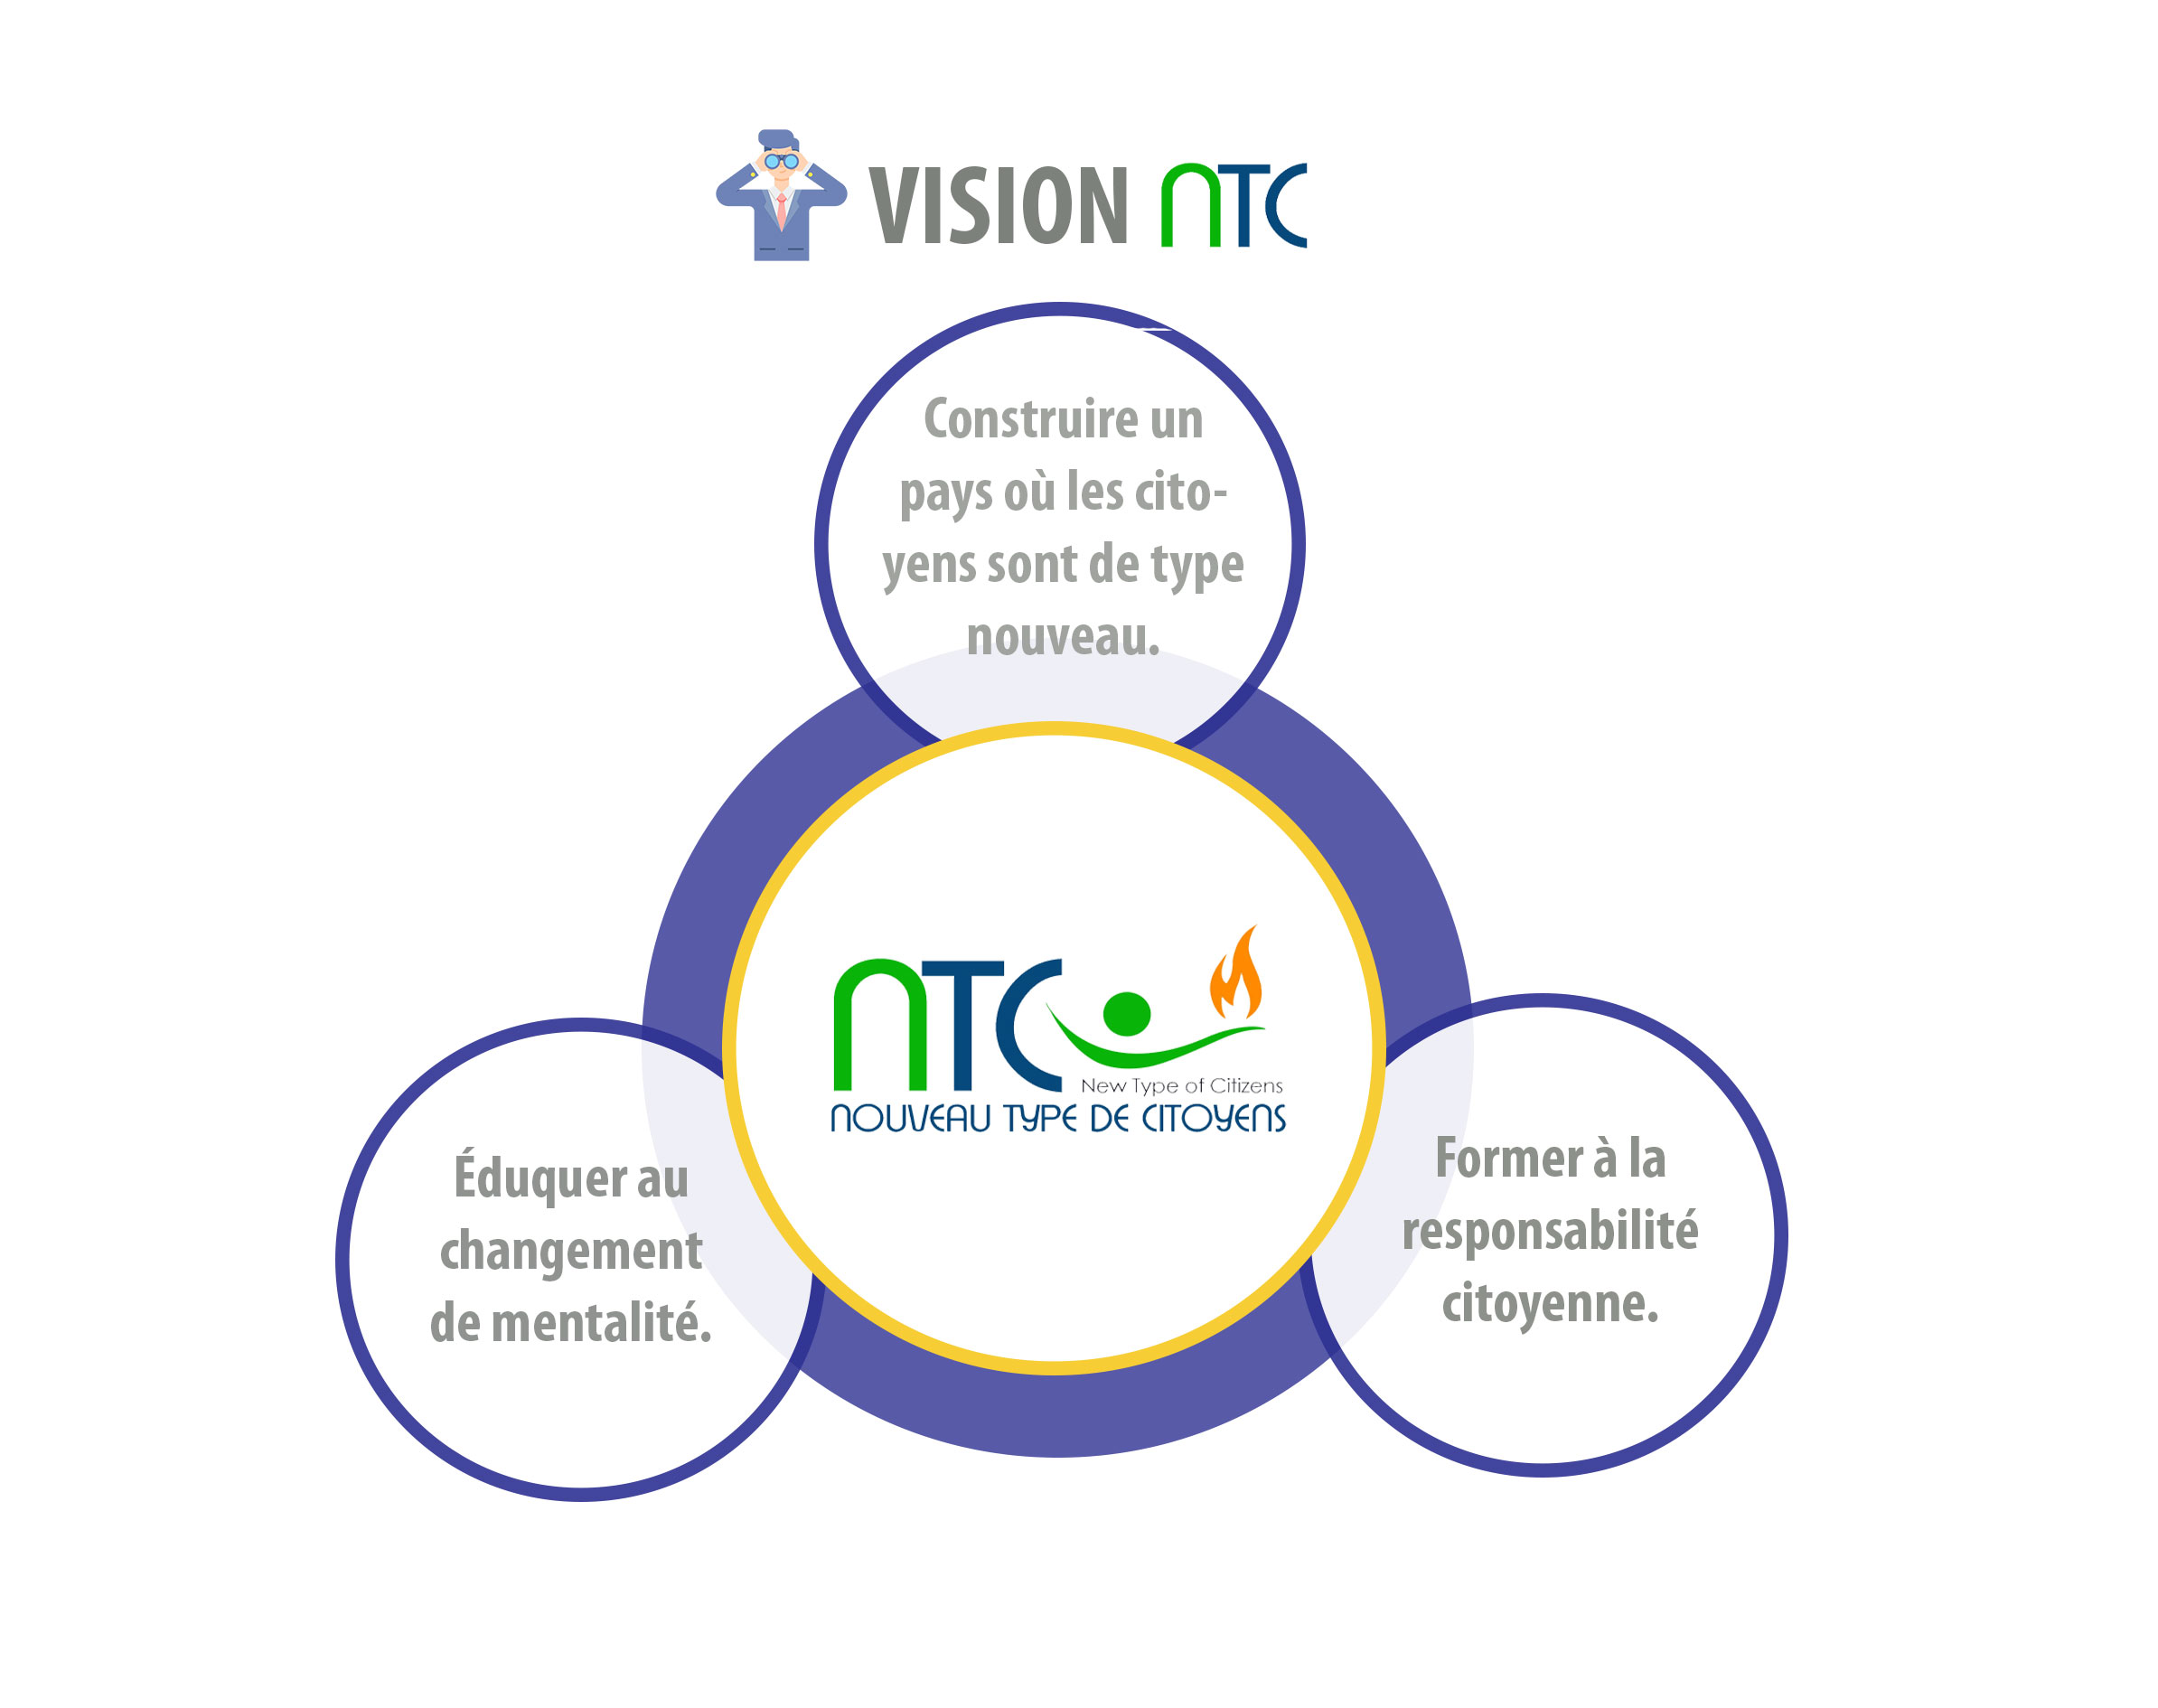 VISION NTC
Construire un
pays où les cito-
yens sont de type
nouveau.
NTC
New Type of Citizens
NOUVEAU TYPE DE CITOYENS
Éduquer au
changement
de mentalité.
Former à la
responsabilité
citoyenne.